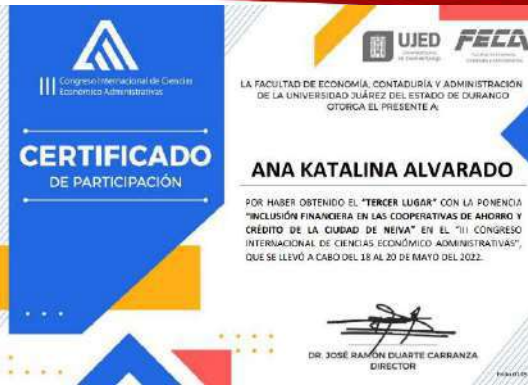 III Congreso Internacional de Ciencias
Económico Administrativas
CERTIFICADO
DE PARTICIPACIÓN
UJED
FECA
LA FACULTAD DE ECONOMÍA, CONTADURÍA Y ADMINISTRACIÓN
DE LA UNIVERSIDAD JUÁREZ DEL ESTADO DE DURANGO
OTORGA EL PRESENTE A:
ANA KATALINA ALVARADO
POR HABER OBTENIDO EL "TERCER LUGAR" CON LA PONENCIA
"INCLUSIÓN FINANCIERA EN LAS COOPERATIVAS DE AHORRO Y
CRÉDITO DE LA CIUDAD DE NEIVA" EN EL "III CONGRESO
INTERNACIONAL DE CIENCIAS ECONÓMICO ADMINISTRATIVAS",
QUE SE LLEVÓ A CABO DEL 18 AL 20 DE MAYO DEL 2022.
DR. JOSÉ RAMÓN DUARTE CARRANZA
DIRECTOR